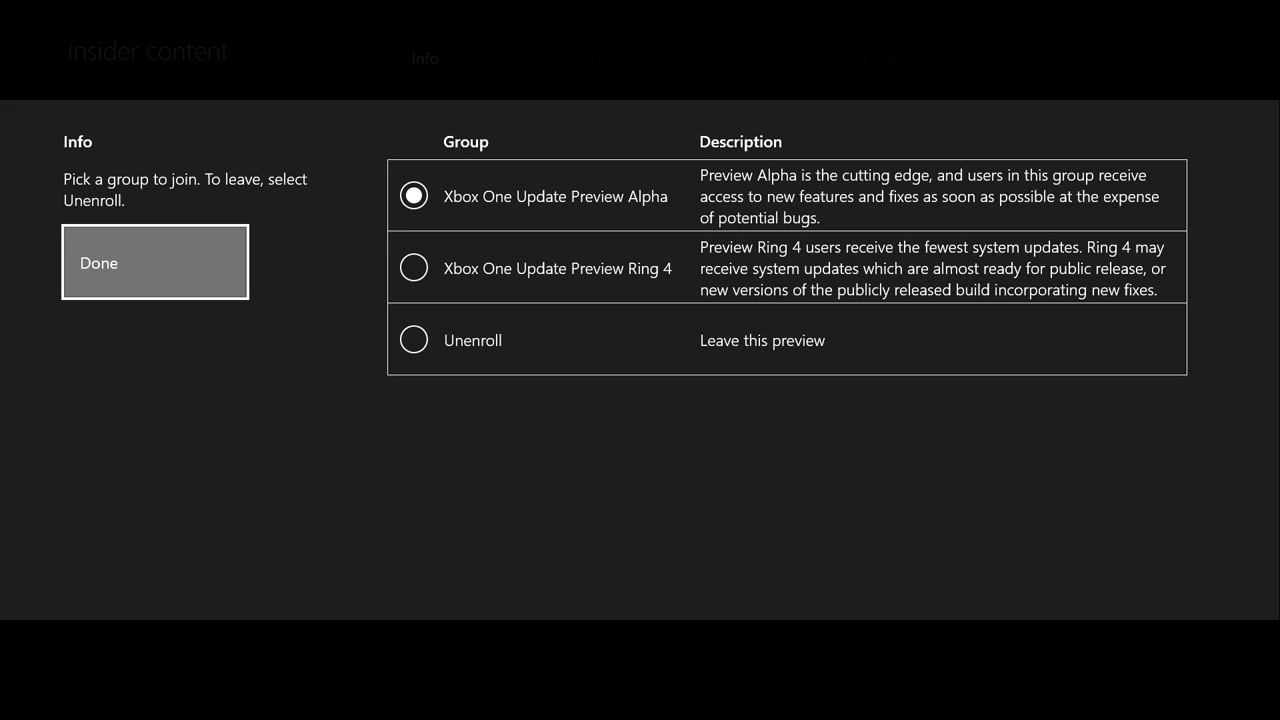 Insider content
Info
Info
Pick a group to join. To leave, select
Unenroll.
Done
Group
Description
Xbox One Update Preview Alpha
Preview Alpha is the cutting edge, and users in this group receive
access to new features and fixes as soon as possible at the expense
of potential bugs.
Xbox One Update Preview Ring 4
Preview Ring 4 users receive the fewest system updates. Ring 4 may
receive system updates which are almost ready for public release, or
new versions of the publicly released build incorporating new fixes.
Unenroll
Leave this preview